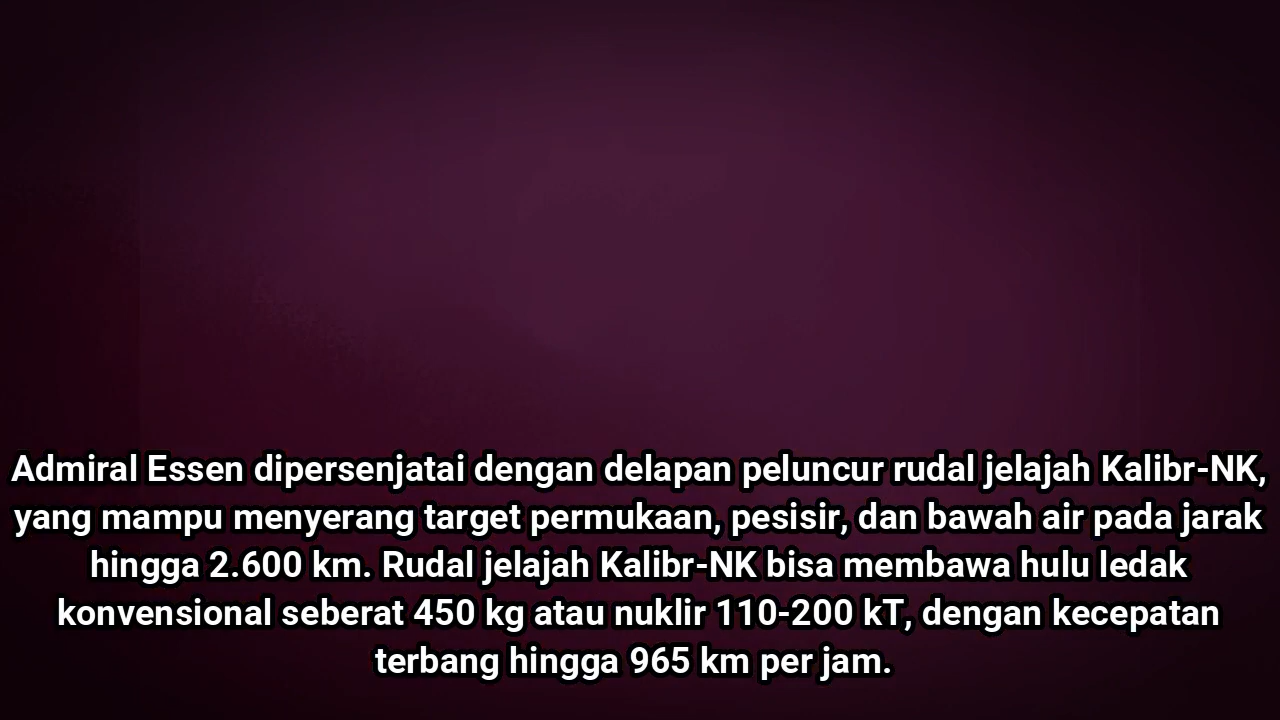 Admiral Essen dipersenjatai dengan delapan peluncur rudal jelajah Kalibr-NK,
yang mampu menyerang target permukaan, pesisir, dan bawah air pada jarak
hingga 2.600 km. Rudal jelajah Kalibr-NK bisa membawa hulu ledak
konvensional seberat 450 kg atau nuklir 110-200 kT, dengan kecepatan
terbang hingga 965 km per jam.